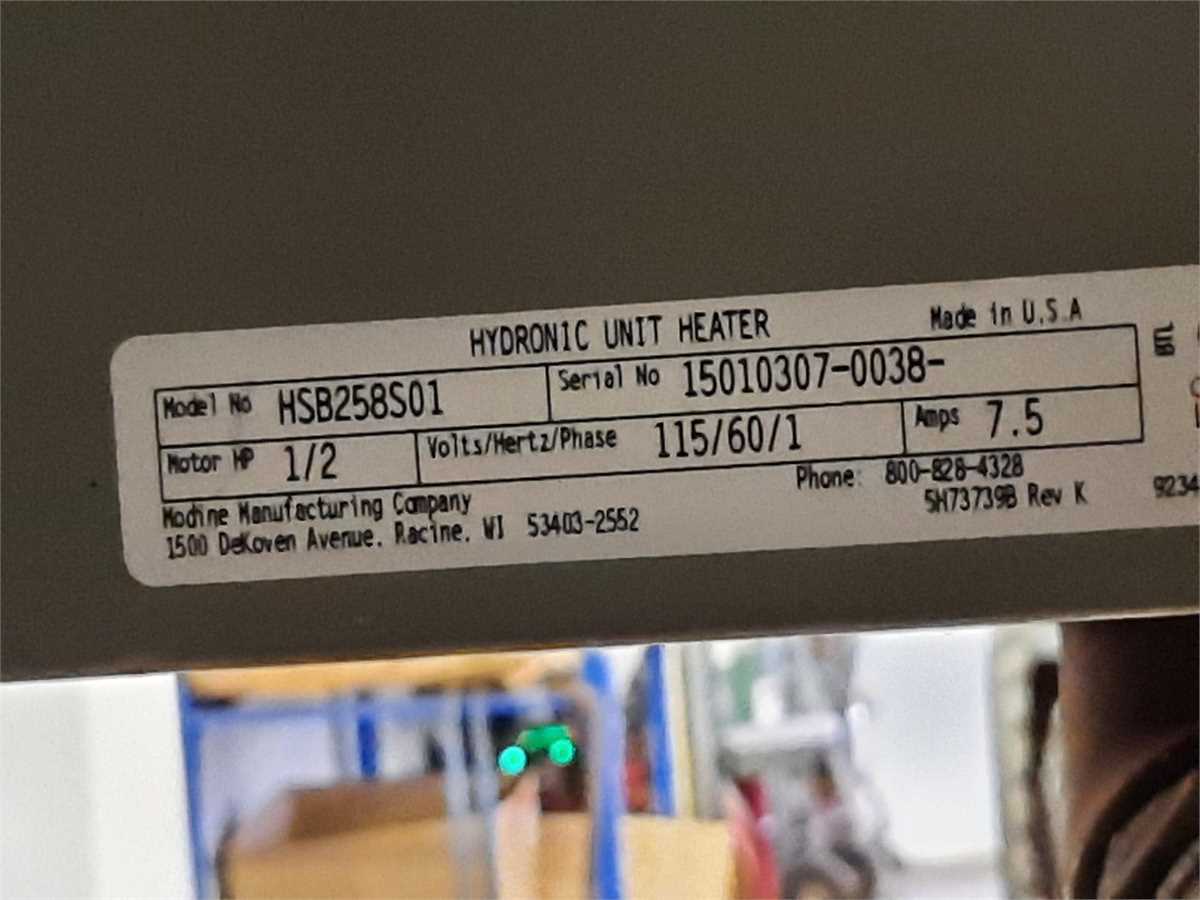 HYDRONIC UNIT HEATER Made in U.S.A
Model No HSB258S01 Serial No 15010307-0038-
Motor HP 1/2 Volts/Hertz/Phase 115/60/1 Amps 7.5
Modine Manufacturing Company Phone: 800-828-4328
1500 DeKoven Avenue. Racine. WI 53403-2552 5H73739B Rev K
9234